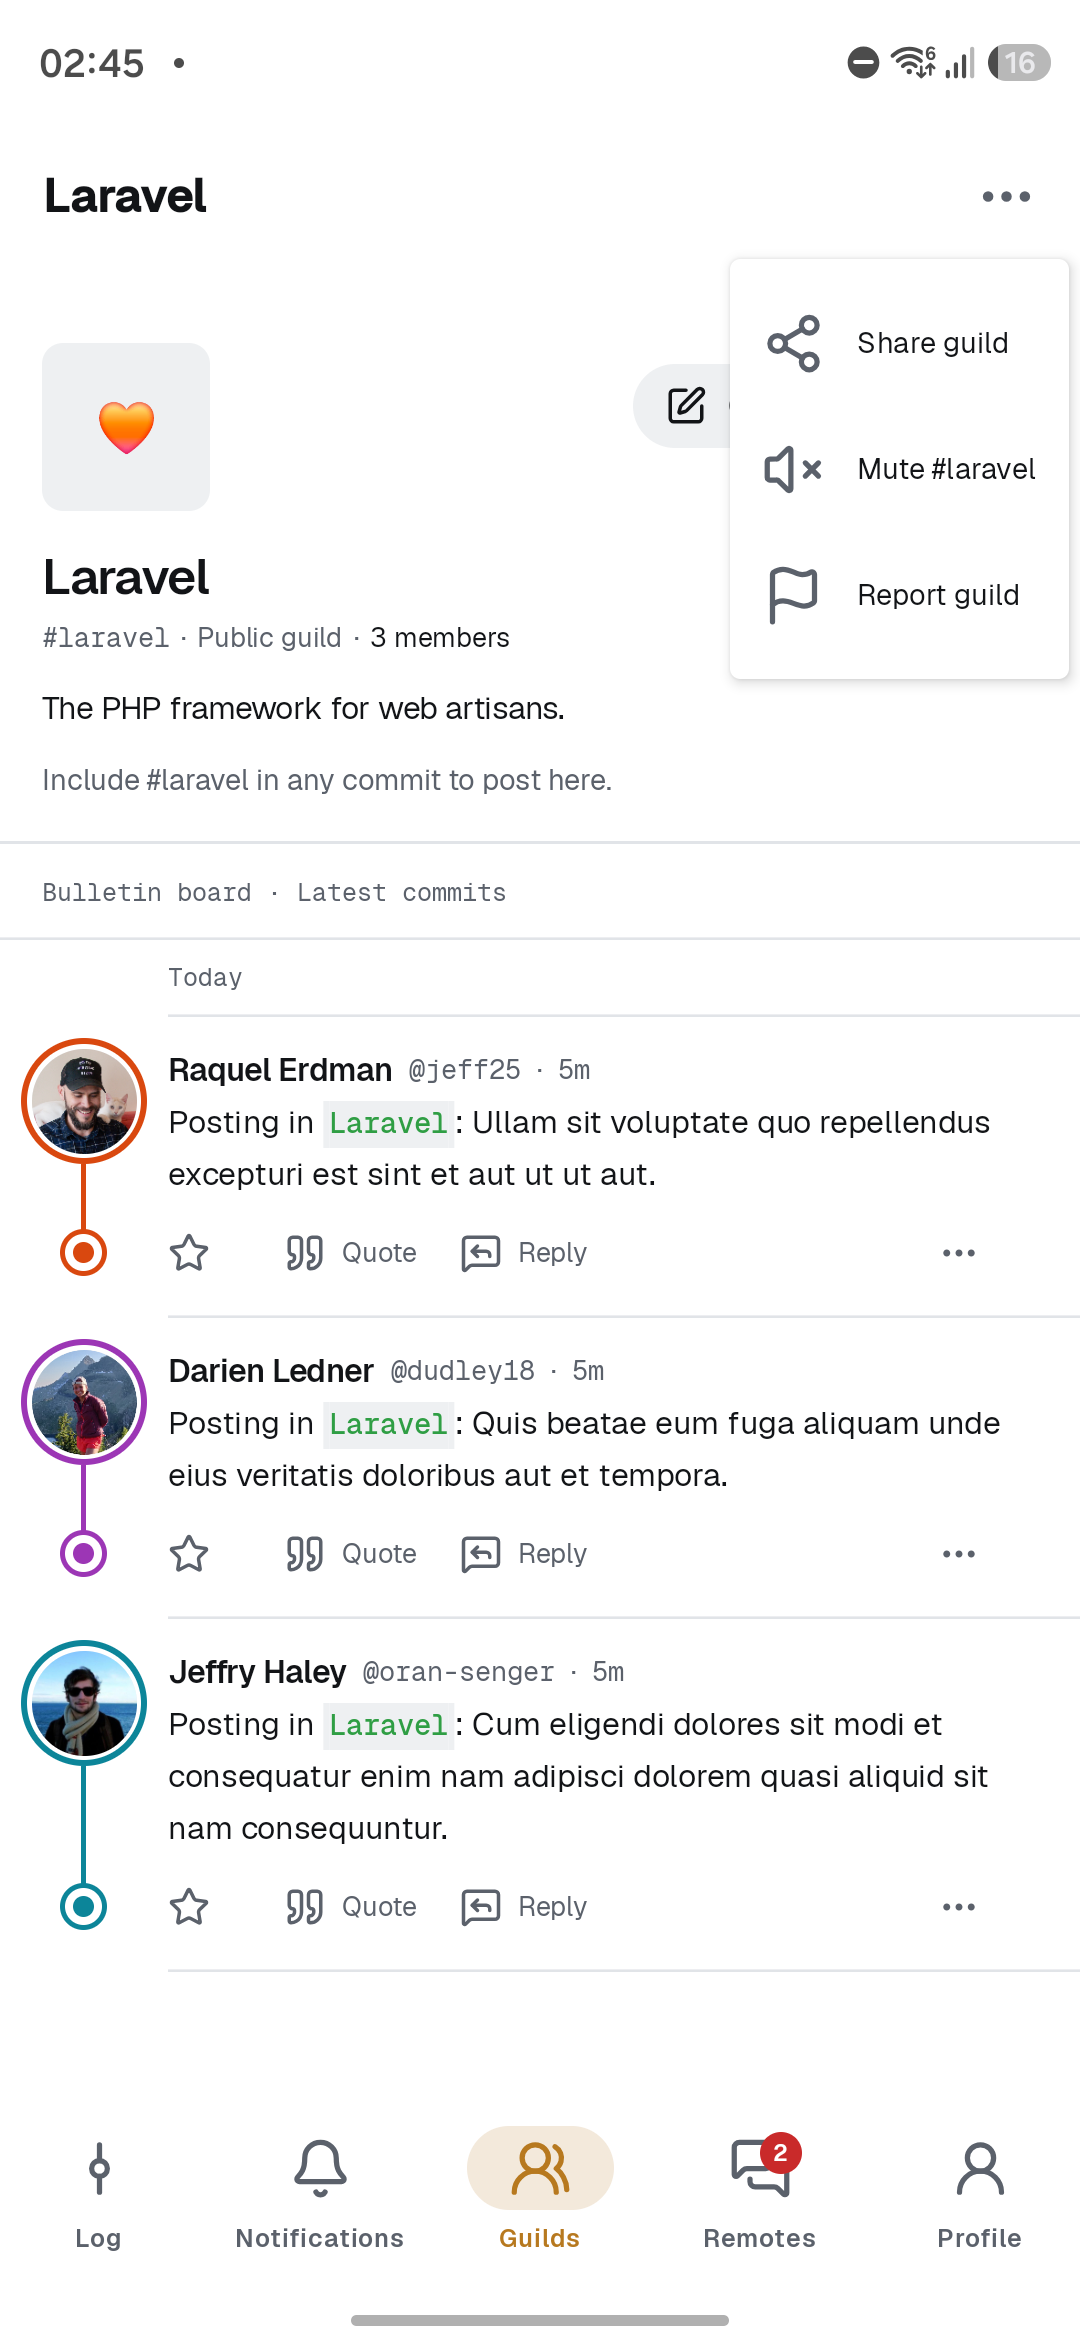 02:45
6
16
Laravel
Share guild
Mute #laravel
Report guild
Laravel
#laravel · Public guild · 3 members
The PHP framework for web artisans.
Include #laravel in any commit to post here.
Bulletin board · Latest commits
Today
Raquel Erdman @jeff25 · 5m
Posting in Laravel: Ullam sit voluptate quo repellendus
excepturi est sint et aut ut ut aut.
Quote Reply
Darien Ledner @dudley18 · 5m
Posting in Laravel: Quis beatae eum fuga aliquam unde
eius veritatis doloribus aut et tempora.
Quote Reply
Jeffry Haley @oran-senger · 5m
Posting in Laravel: Cum eligendi dolores sit modi et
consequatur enim nam adipisci dolorem quasi aliquid sit
nam consequuntur.
Quote Reply
2
Log Notifications Guilds Remotes Profile